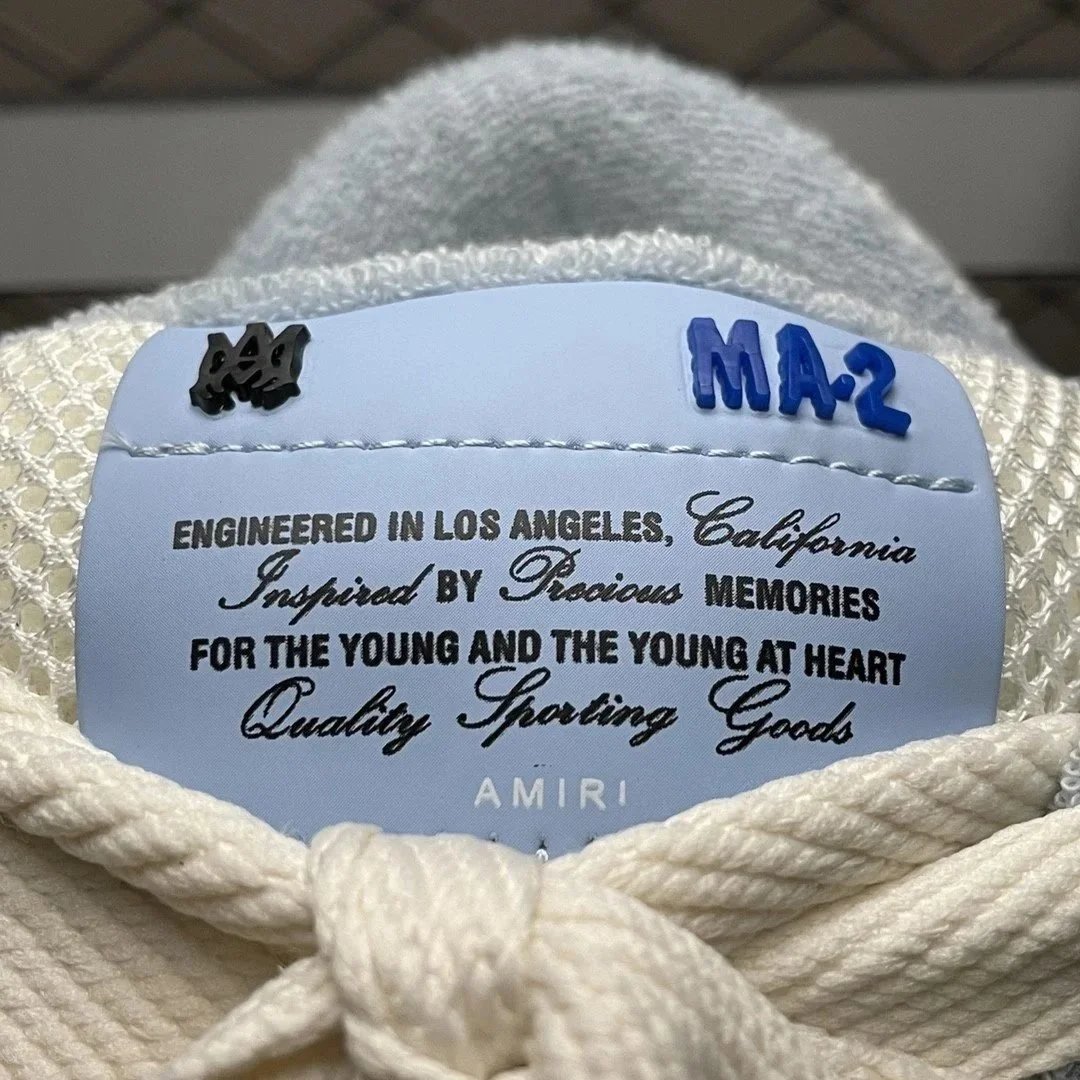 MA-2
ENGINEERED IN LOS ANGELES, California
Inspired BY Precious MEMORIES
FOR THE YOUNG AND THE YOUNG AT HEART
Quality Sporting Goods
AMIRI